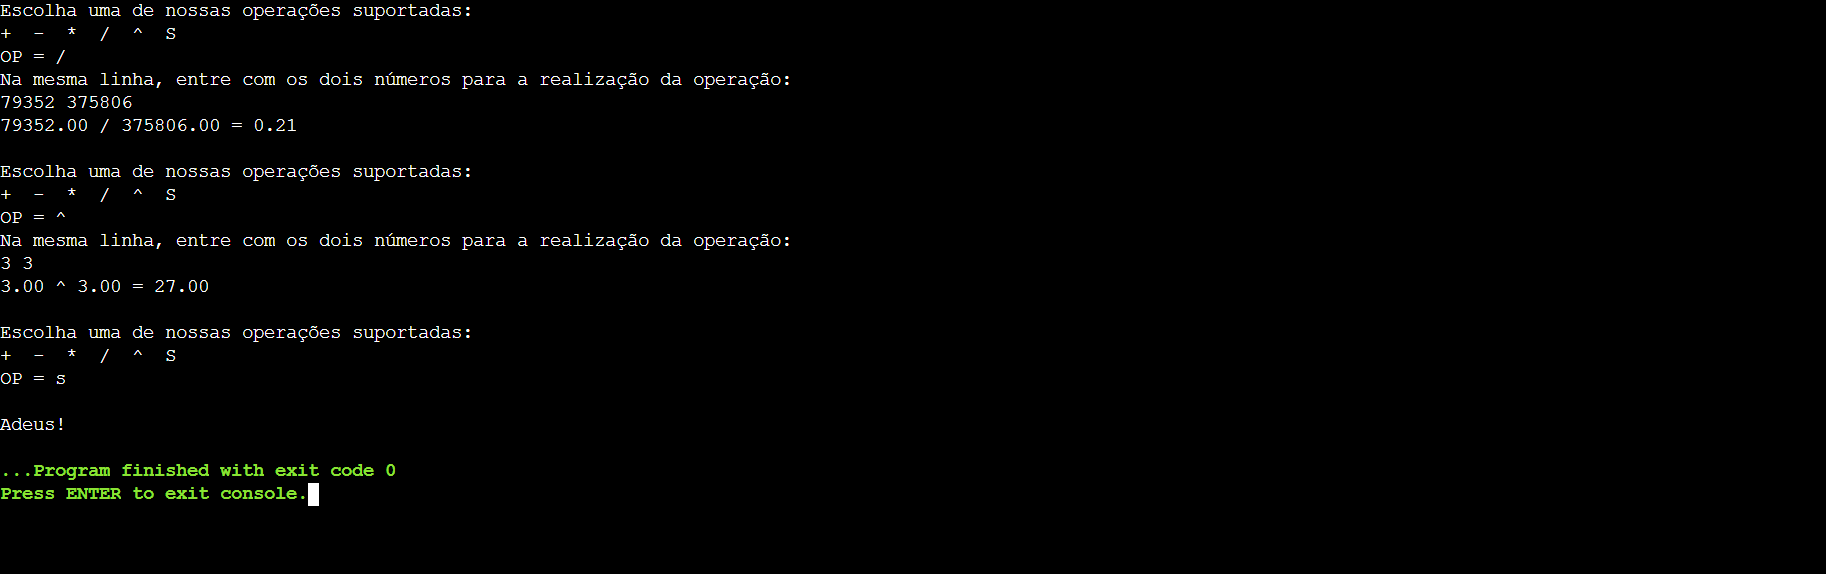 Escolha uma de nossas operações suportadas:
+  -  *  /  ^  S
OP = /
Na mesma linha, entre com os dois números para a realização da operação:
79352 375806
79352.00 / 375806.00 = 0.21
Escolha uma de nossas operações suportadas:
+  -  *  /  ^  S
OP = ^
Na mesma linha, entre com os dois números para a realização da operação:
3 3
3.00 ^ 3.00 = 27.00
Escolha uma de nossas operações suportadas:
+  -  *  /  ^  S
OP = s
Adeus!
...Program finished with exit code 0
Press ENTER to exit console.